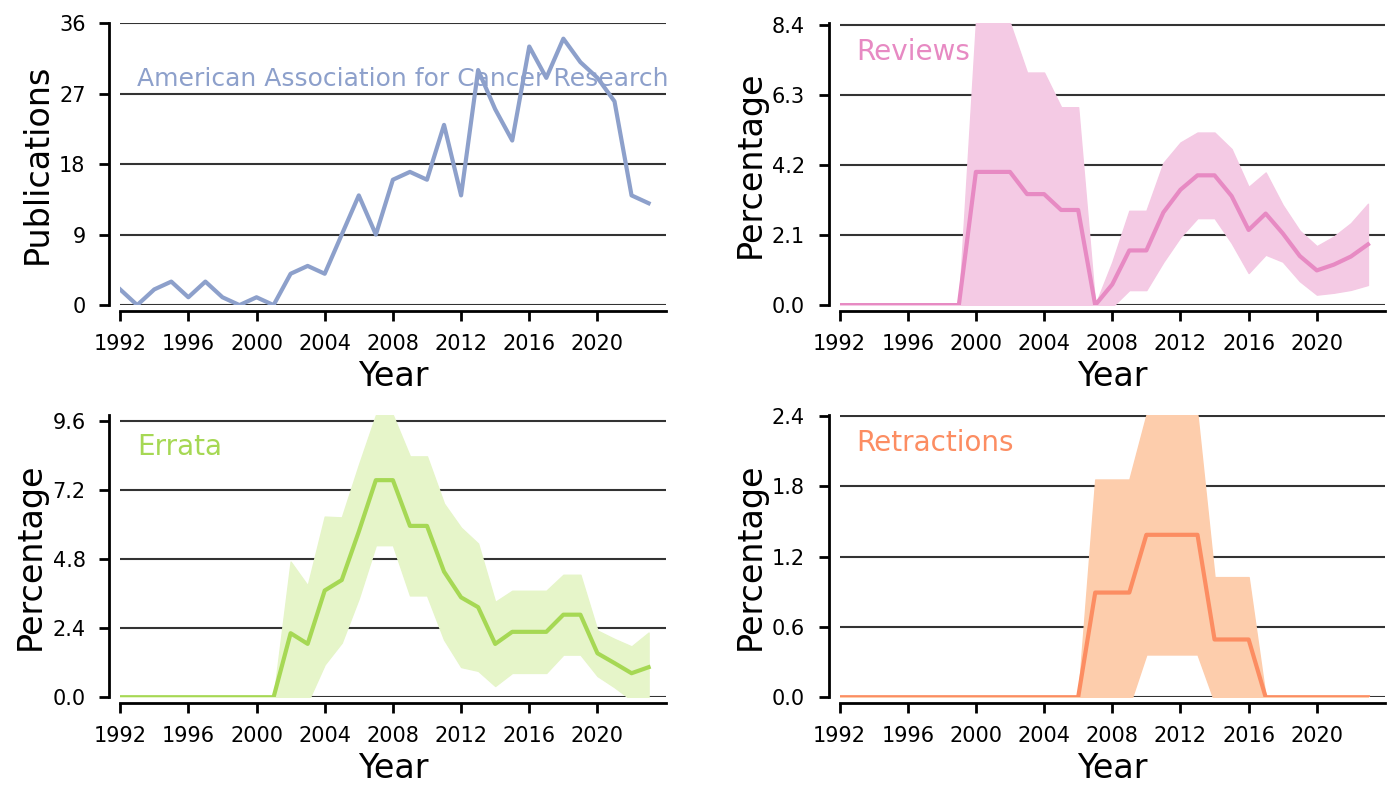 36
27
18
9
0
Publications
American Association for Cancer Research
1992 1996 2000 2004 2008 2012 2016 2020
Year
8.4
6.3
4.2
2.1
0.0
Percentage
Reviews
1992 1996 2000 2004 2008 2012 2016 2020
Year
9.6
7.2
4.8
2.4
0.0
Percentage
Errata
1992 1996 2000 2004 2008 2012 2016 2020
Year
2.4
1.8
1.2
0.6
0.0
Percentage
Retractions
1992 1996 2000 2004 2008 2012 2016 2020
Year